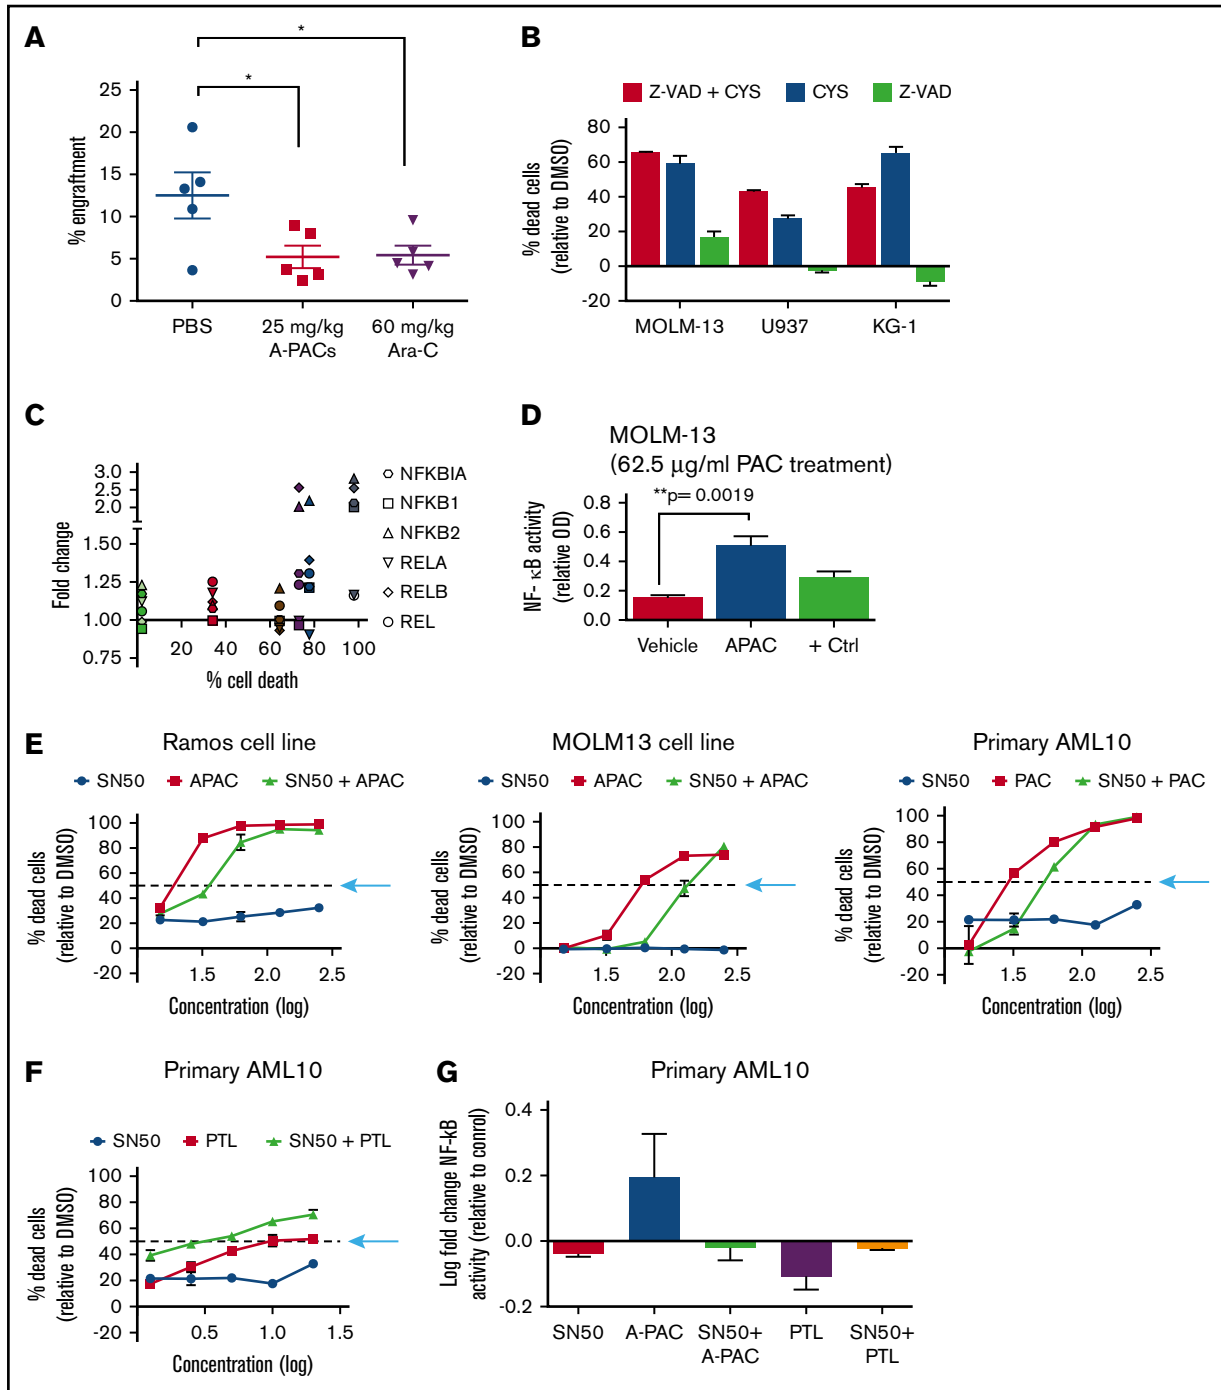 A
*
*
% engraftment
25
20
15
10
5
0
PBS
25 mg/kg
A-PACs
60 mg/kg
Ara-C
B
Z-VAD + CYS
CYS
Z-VAD
% dead cells
(relative to DMSO)
80
60
40
20
0
-20
MOLM-13
U937
KG-1
C
Fold change
3.0
2.5
2.0
1.50
1.25
1.00
0.75
20
40
60
80
100
% cell death
NFKBIA
NFKB1
NFKB2
RELA
RELB
REL
D
MOLM-13
(62.5 µg/ml PAC treatment)
**p= 0.0019
NF- κB activity
(relative OD)
0.8
0.6
0.4
0.2
0.0
Vehicle
APAC
+ Ctrl
E
Ramos cell line
SN50
APAC
SN50 + APAC
% dead cells
(relative to DMSO)
100
80
60
40
20
0
-20
1.5
2.0
2.5
Concentration (log)
MOLM13 cell line
SN50
APAC
SN50 + APAC
% dead cells
(relative to DMSO)
100
80
60
40
20
0
-20
1.5
2.0
2.5
Concentration (log)
Primary AML10
SN50
PAC
SN50 + PAC
% dead cells
(relative to DMSO)
100
80
60
40
20
0
-20
1.5
2.0
2.5
Concentration (log)
F
Primary AML10
SN50
PTL
SN50 + PTL
% dead cells
(relative to DMSO)
100
80
60
40
20
0
-20
0.5
1.0
1.5
Concentration (log)
G
Primary AML10
Log fold change NF-kB
activity (relative to conrol)
0.4
0.2
0.0
-0.2
SN50
A-PAC
SN50+
A-PAC
PTL
SN50+
PTL